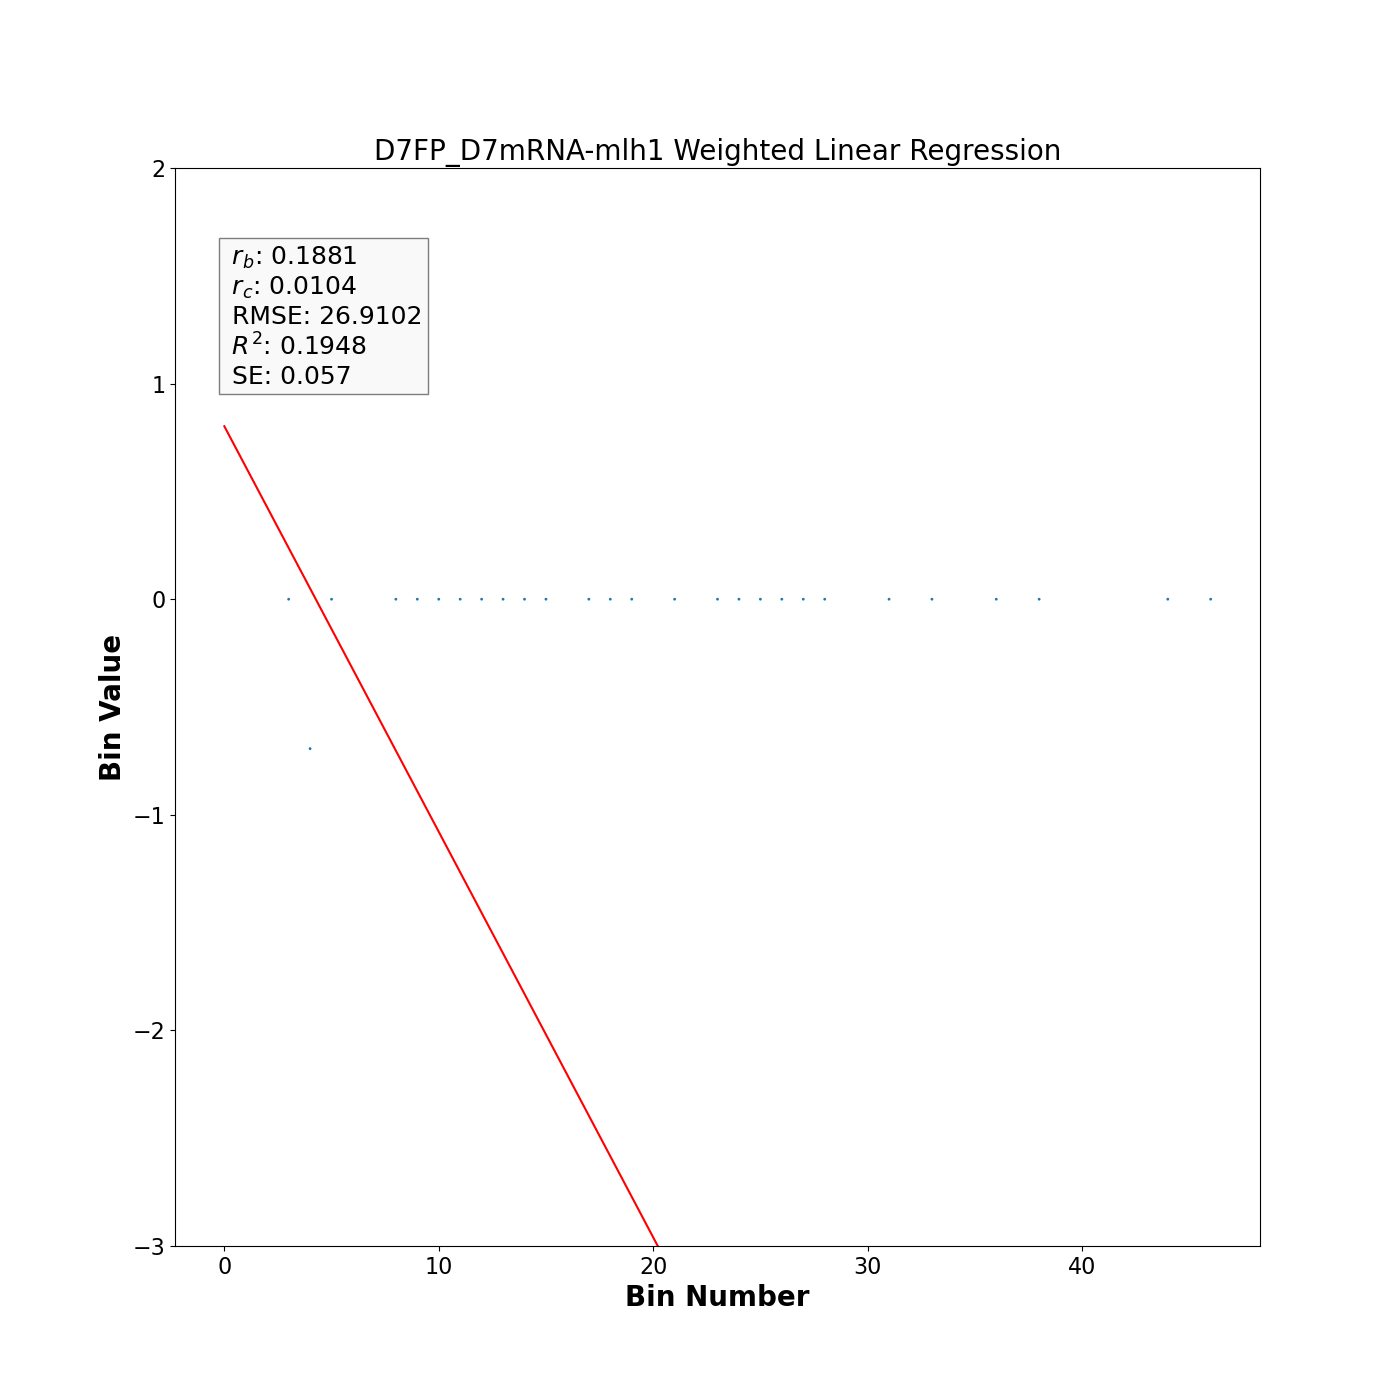 D7FP_D7mRNA-mlh1 Weighted Linear Regression
r_b: 0.1881
r_c: 0.0104
RMSE: 26.9102
R²: 0.1948
SE: 0.057
2
1
0
−1
−2
−3
Bin Value
0 10 20 30 40
Bin Number